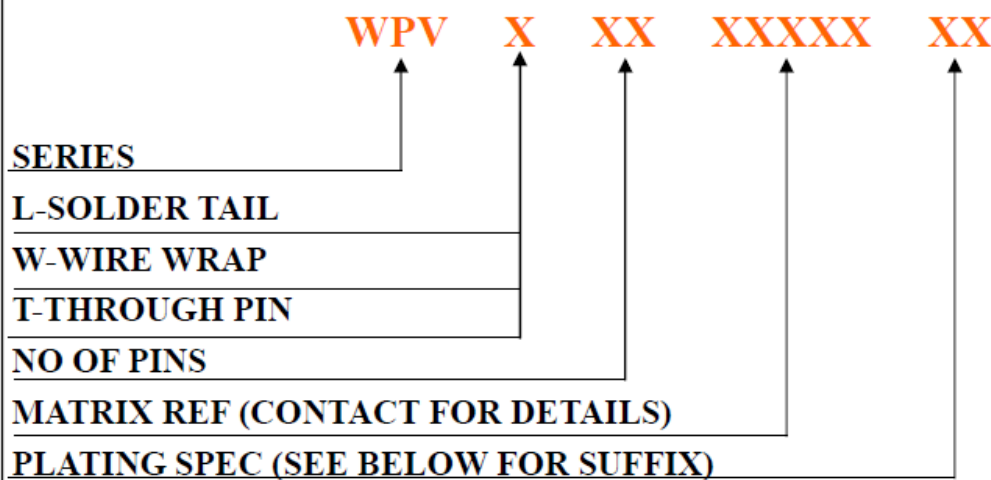 WPV X XX XXXXX XX
SERIES
L-SOLDER TAIL
W-WIRE WRAP
T-THROUGH PIN
NO OF PINS
MATRIX REF (CONTACT FOR DETAILS)
PLATING SPEC (SEE BELOW FOR SUFFIX)